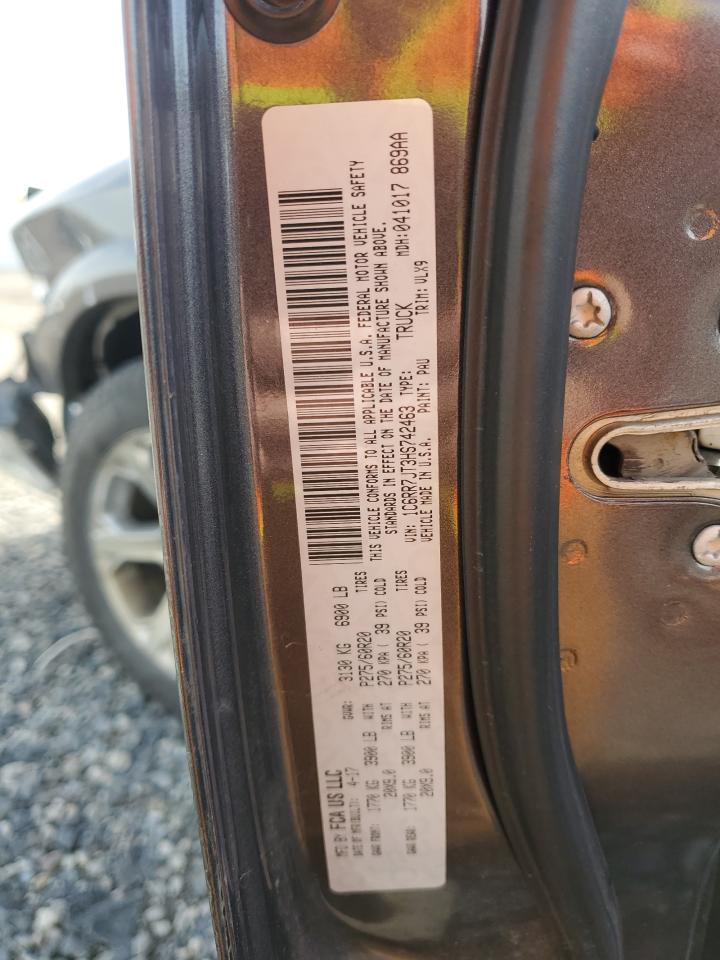 MFD BY: FCA US LLC
DATE OF MFR(BUILT): 4-17 GVWR: 3130 KG 6900 LB
GAWR FRONT: 1770 KG 3900 LB WITH P275/60R20 TIRES
20X9.0 RIMS AT 270 KPA ( 39 PSI) COLD
GAWR REAR: 1770 KG 3900 LB WITH P275/60R20 TIRES
20X9.0 RIMS AT 270 KPA ( 39 PSI) COLD
THIS VEHICLE CONFORMS TO ALL APPLICABLE U.S.A. FEDERAL MOTOR VEHICLE SAFETY
STANDARDS IN EFFECT ON THE DATE OF MANUFACTURE SHOWN ABOVE.
VIN: 1C6RR7JT3HS742463 TYPE: TRUCK MDH:041017 869AA
VEHICLE MADE IN U.S.A. PAINT: PAU TRIM: VLX9